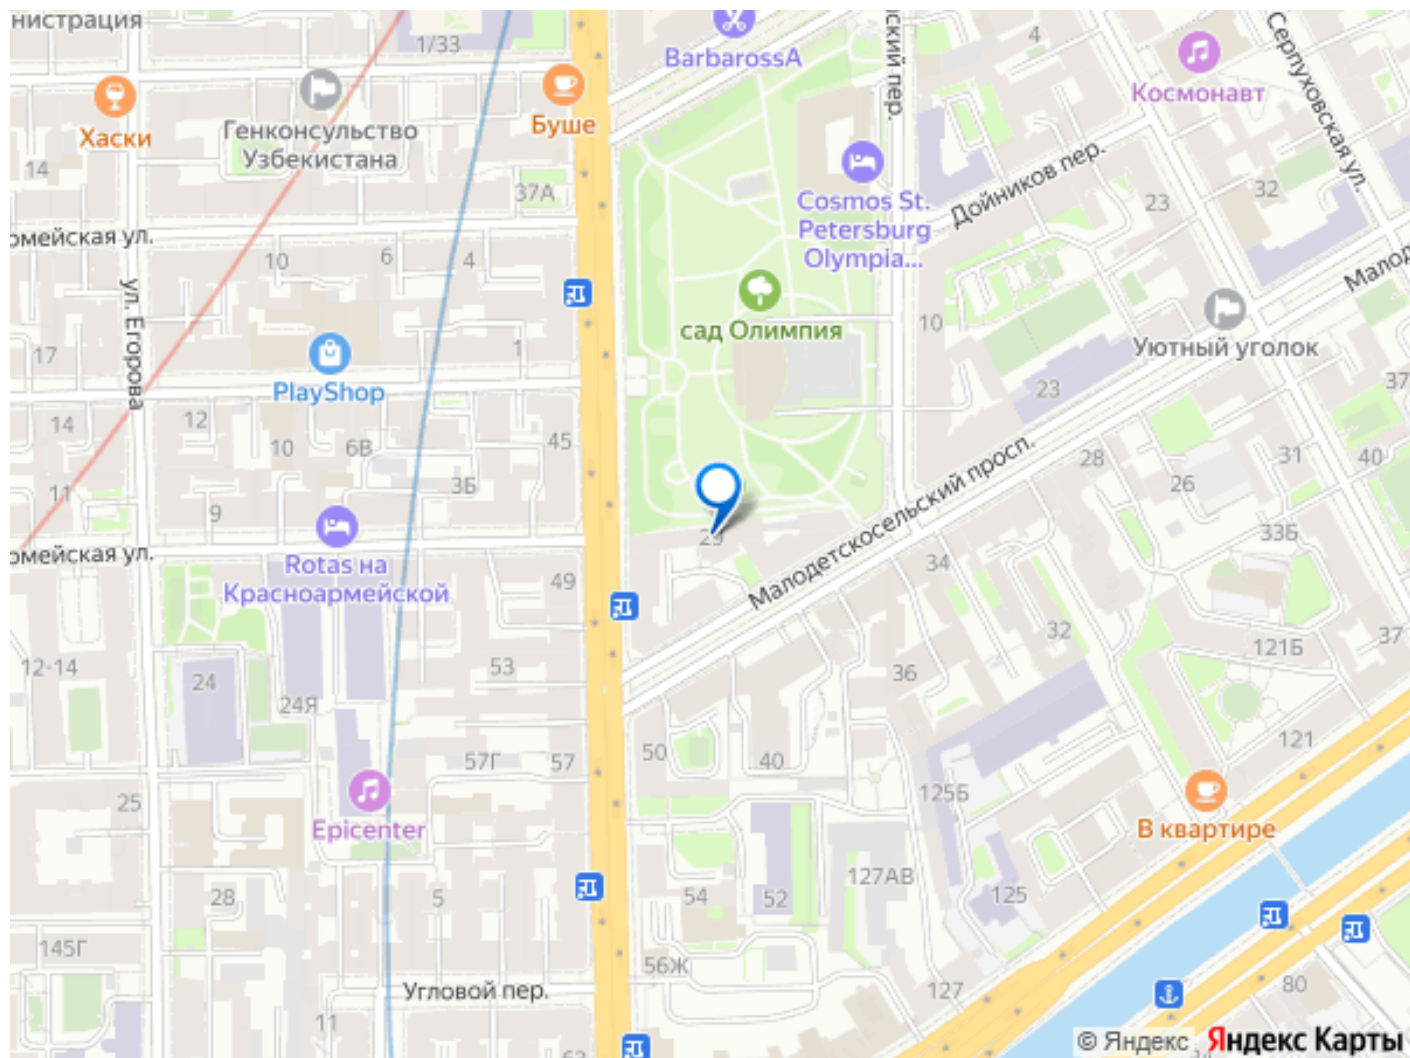 нистрация
1/33
BarbarossA
ский пер.
4
Серпуховская ул.
Космонавт
Хаски
Генконсульство
Узбекистана
Буше
14
37А
Cosmos St.
Petersburg
Olympia...
Дойников пер.
23
32
омейская ул.
10
6
4
ул. Егорова
сад Олимпия
10
Малод
17
1
PlayShop
Уютный уголок
23
37
14
12
10
6В
45
11
9
3Б
28
26
31
40
Малодетскосельский просп.
33Б
омейская ул.
Rotas на
Красноармейской
49
34
32
121Б
37
12-14
24
24Я
53
36
50
40
57Г
57
121
25
Epicenter
125Б
В квартире
28
5
54
52
127АВ
125
145Г
56Ж
Угловой пер.
127
80
11
© Яндекс Яндекс Карты